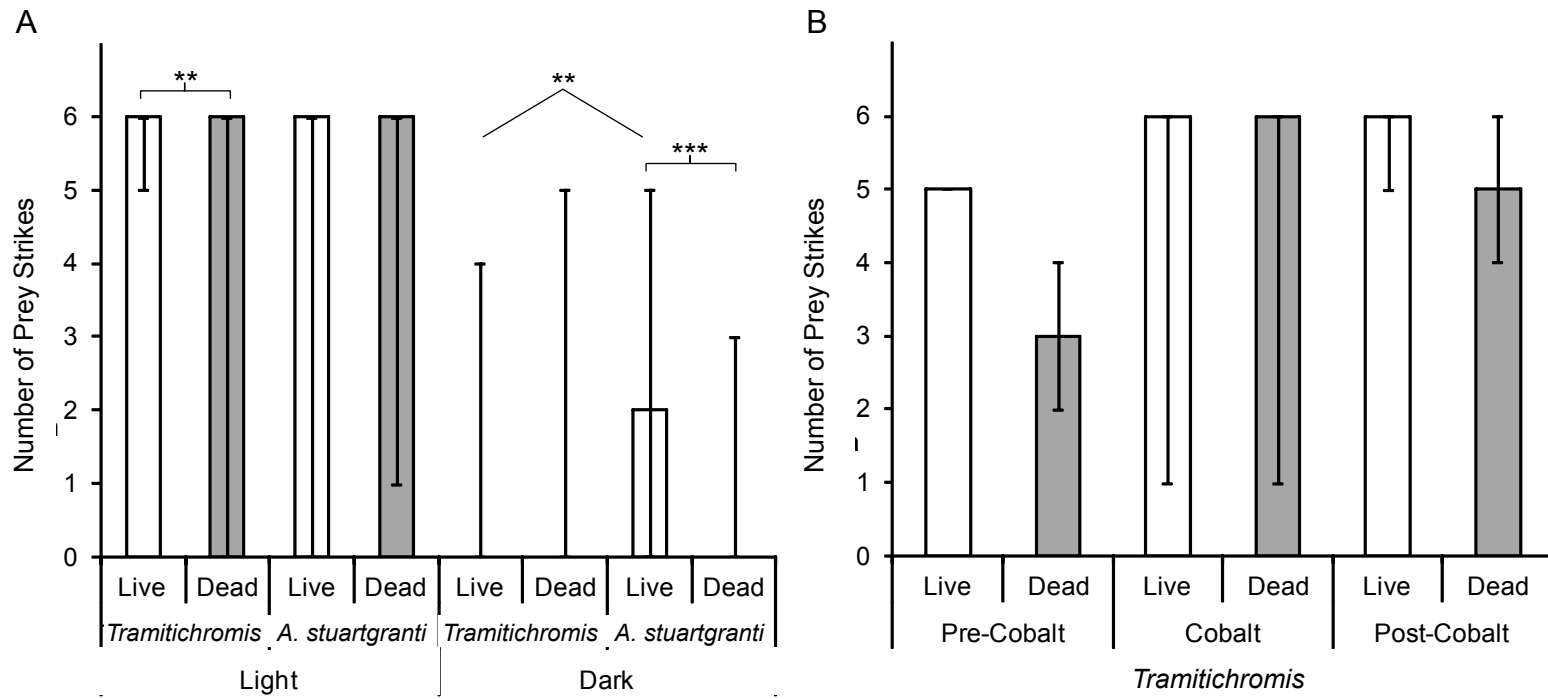 A
Number of Prey Strikes
6
5
4
3
2
1
0
**
**
***
Live Dead Live Dead Live Dead Live Dead
Tramitichromis A. stuartgranti Tramitichromis A. stuartgranti
Light Dark
B
Number of Prey Strikes
6
5
4
3
2
1
0
Live Dead Live Dead Live Dead
Pre-Cobalt Cobalt Post-Cobalt
Tramitichromis